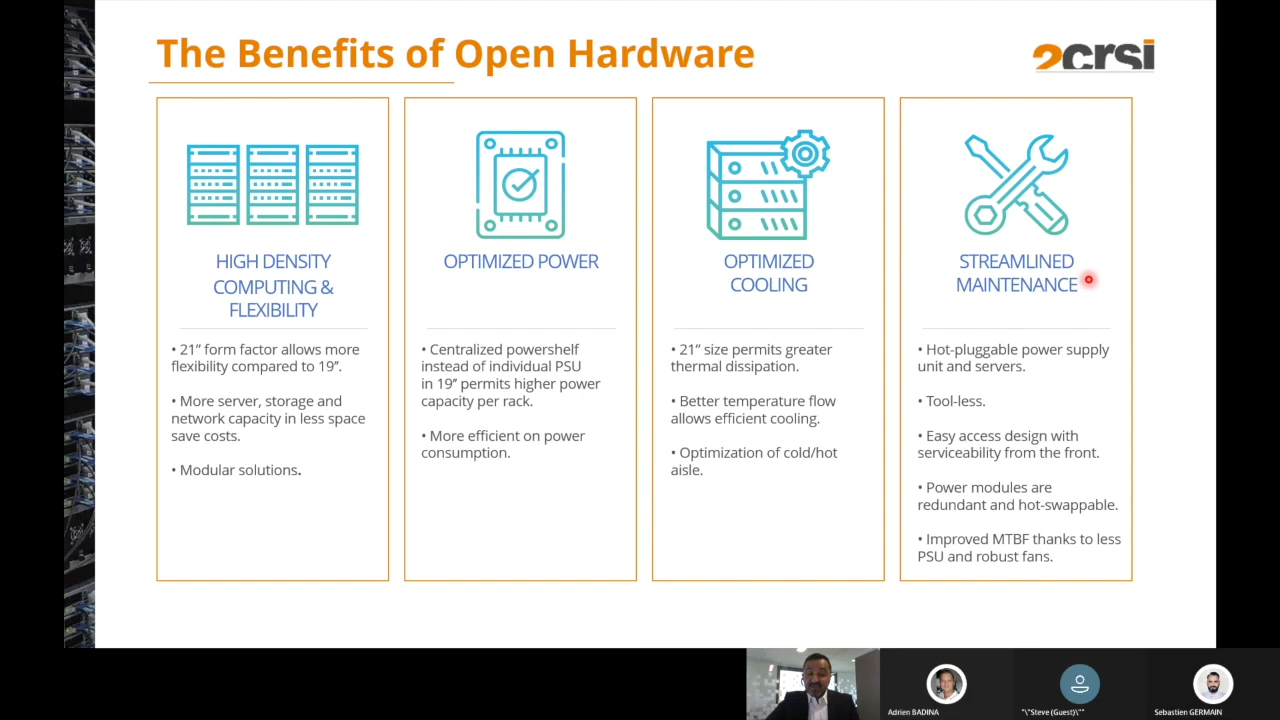 The Benefits of Open Hardware
2crsi
HIGH DENSITY
COMPUTING &
FLEXIBILITY
• 21” form factor allows more
flexibility compared to 19’’.
• More server, storage and
network capacity in less space
save costs.
• Modular solutions.
OPTIMIZED POWER
• Centralized powershelf
instead of individual PSU
in 19’’ permits higher power
capacity per rack.
• More efficient on power
consumption.
OPTIMIZED
COOLING
• 21’’ size permits greater
thermal dissipation.
• Better temperature flow
allows efficient cooling.
• Optimization of cold/hot
aisle.
STREAMLINED
MAINTENANCE
• Hot-pluggable power supply
unit and servers.
• Tool-less.
• Easy access design with
serviceability from the front.
• Power modules are
redundant and hot-swappable.
• Improved MTBF thanks to less
PSU and robust fans.
Adrien BADINA
"\"Steve (Guest)\""
Sebastien GERMAIN